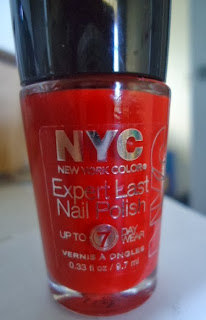 NYC
NEW YORK COLOR®
Expert Last
Nail Polish
UP TO 7 DAY WEAR
VERNIS À ONGLES
0.33 fl oz / 9.7 ml